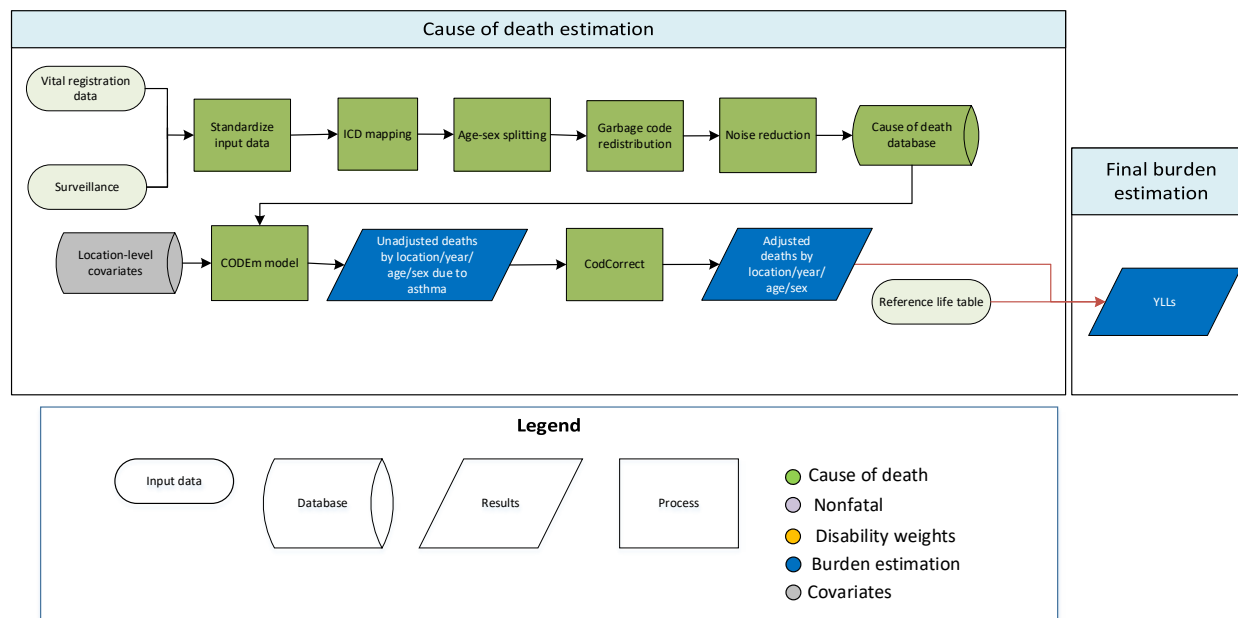 Cause of death estimation
Vital registration
data
Surveillance
Standardize
input data
ICD mapping
Age-sex splitting
Garbage code
redistribution
Noise reduction
Cause of death
database
Location-level
covariates
CODEm model
Unadjusted deaths
by location/year/
age/sex due to
asthma
CodCorrect
Adjusted
deaths by
location/year/
age/sex
Reference life table
Final burden
estimation
YLLs
Legend
Input data
Database
Results
Process
Cause of death
Nonfatal
Disability weights
Burden estimation
Covariates